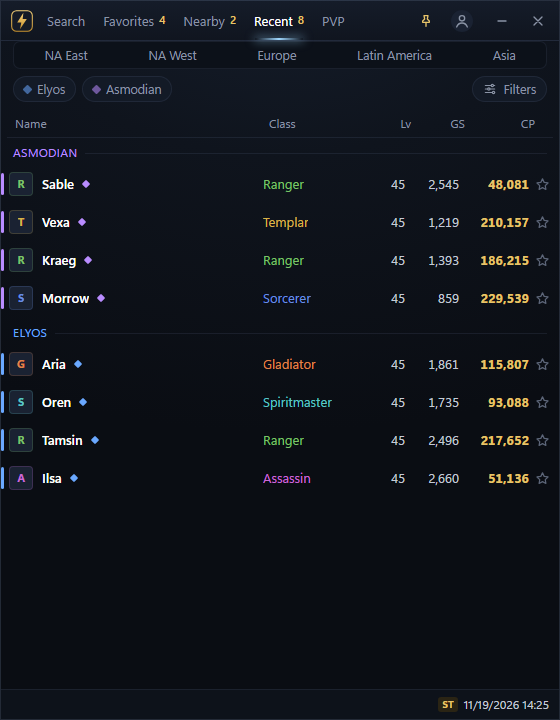 Search Favorites 4 Nearby 2 Recent 8 PVP
NA East NA West Europe Latin America Asia
Elyos Asmodian Filters
Name Class Lv GS CP
ASMODIAN
R Sable Ranger 45 2,545 48,081
T Vexa Templar 45 1,219 210,157
R Kraeg Ranger 45 1,393 186,215
S Morrow Sorcerer 45 859 229,539
ELYOS
G Aria Gladiator 45 1,861 115,807
S Oren Spiritmaster 45 1,735 93,088
R Tamsin Ranger 45 2,496 217,652
A Ilsa Assassin 45 2,660 51,136
ST 11/19/2026 14:25